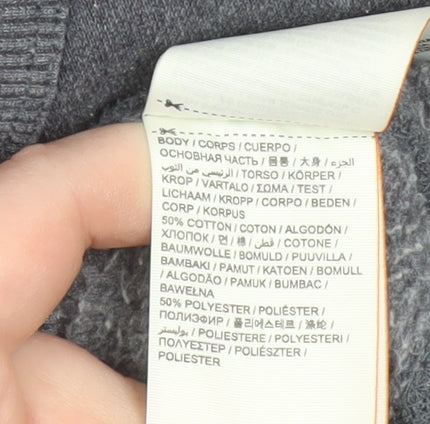 BODY / CORPS / CUERPO /
ОСНОВНАЯ ЧАСТЬ / 몸통 / 大身 / الجزء
الرئيسي من الثوب / TORSO / KÖRPER /
KROP / VARTALO / ΣΩΜΑ / TEST /
LICHAAM / KROPP / CORPO / BEDEN /
CORP / KORPUS
50% COTTON / COTON / ALGODÓN /
ХЛОПОК / 면 / 棉 / قطن / COTONE /
BAUMWOLLE / BOMULD / PUUVILLA /
ΒΑΜΒΑΚΙ / PAMUT / KATOEN / BOMULL
/ ALGODÃO / PAMUK / BUMBAC /
BAWEŁNĄ
50% POLYESTER / POLIÉSTER /
ПОЛИЭФИР / 폴리에스테르 / 涤纶 /
بوليستر / POLIESTERE / POLYESTERI /
ΠΟΛΥΕΣΤΕΡ / POLIÉSZTER /
POLIESTER